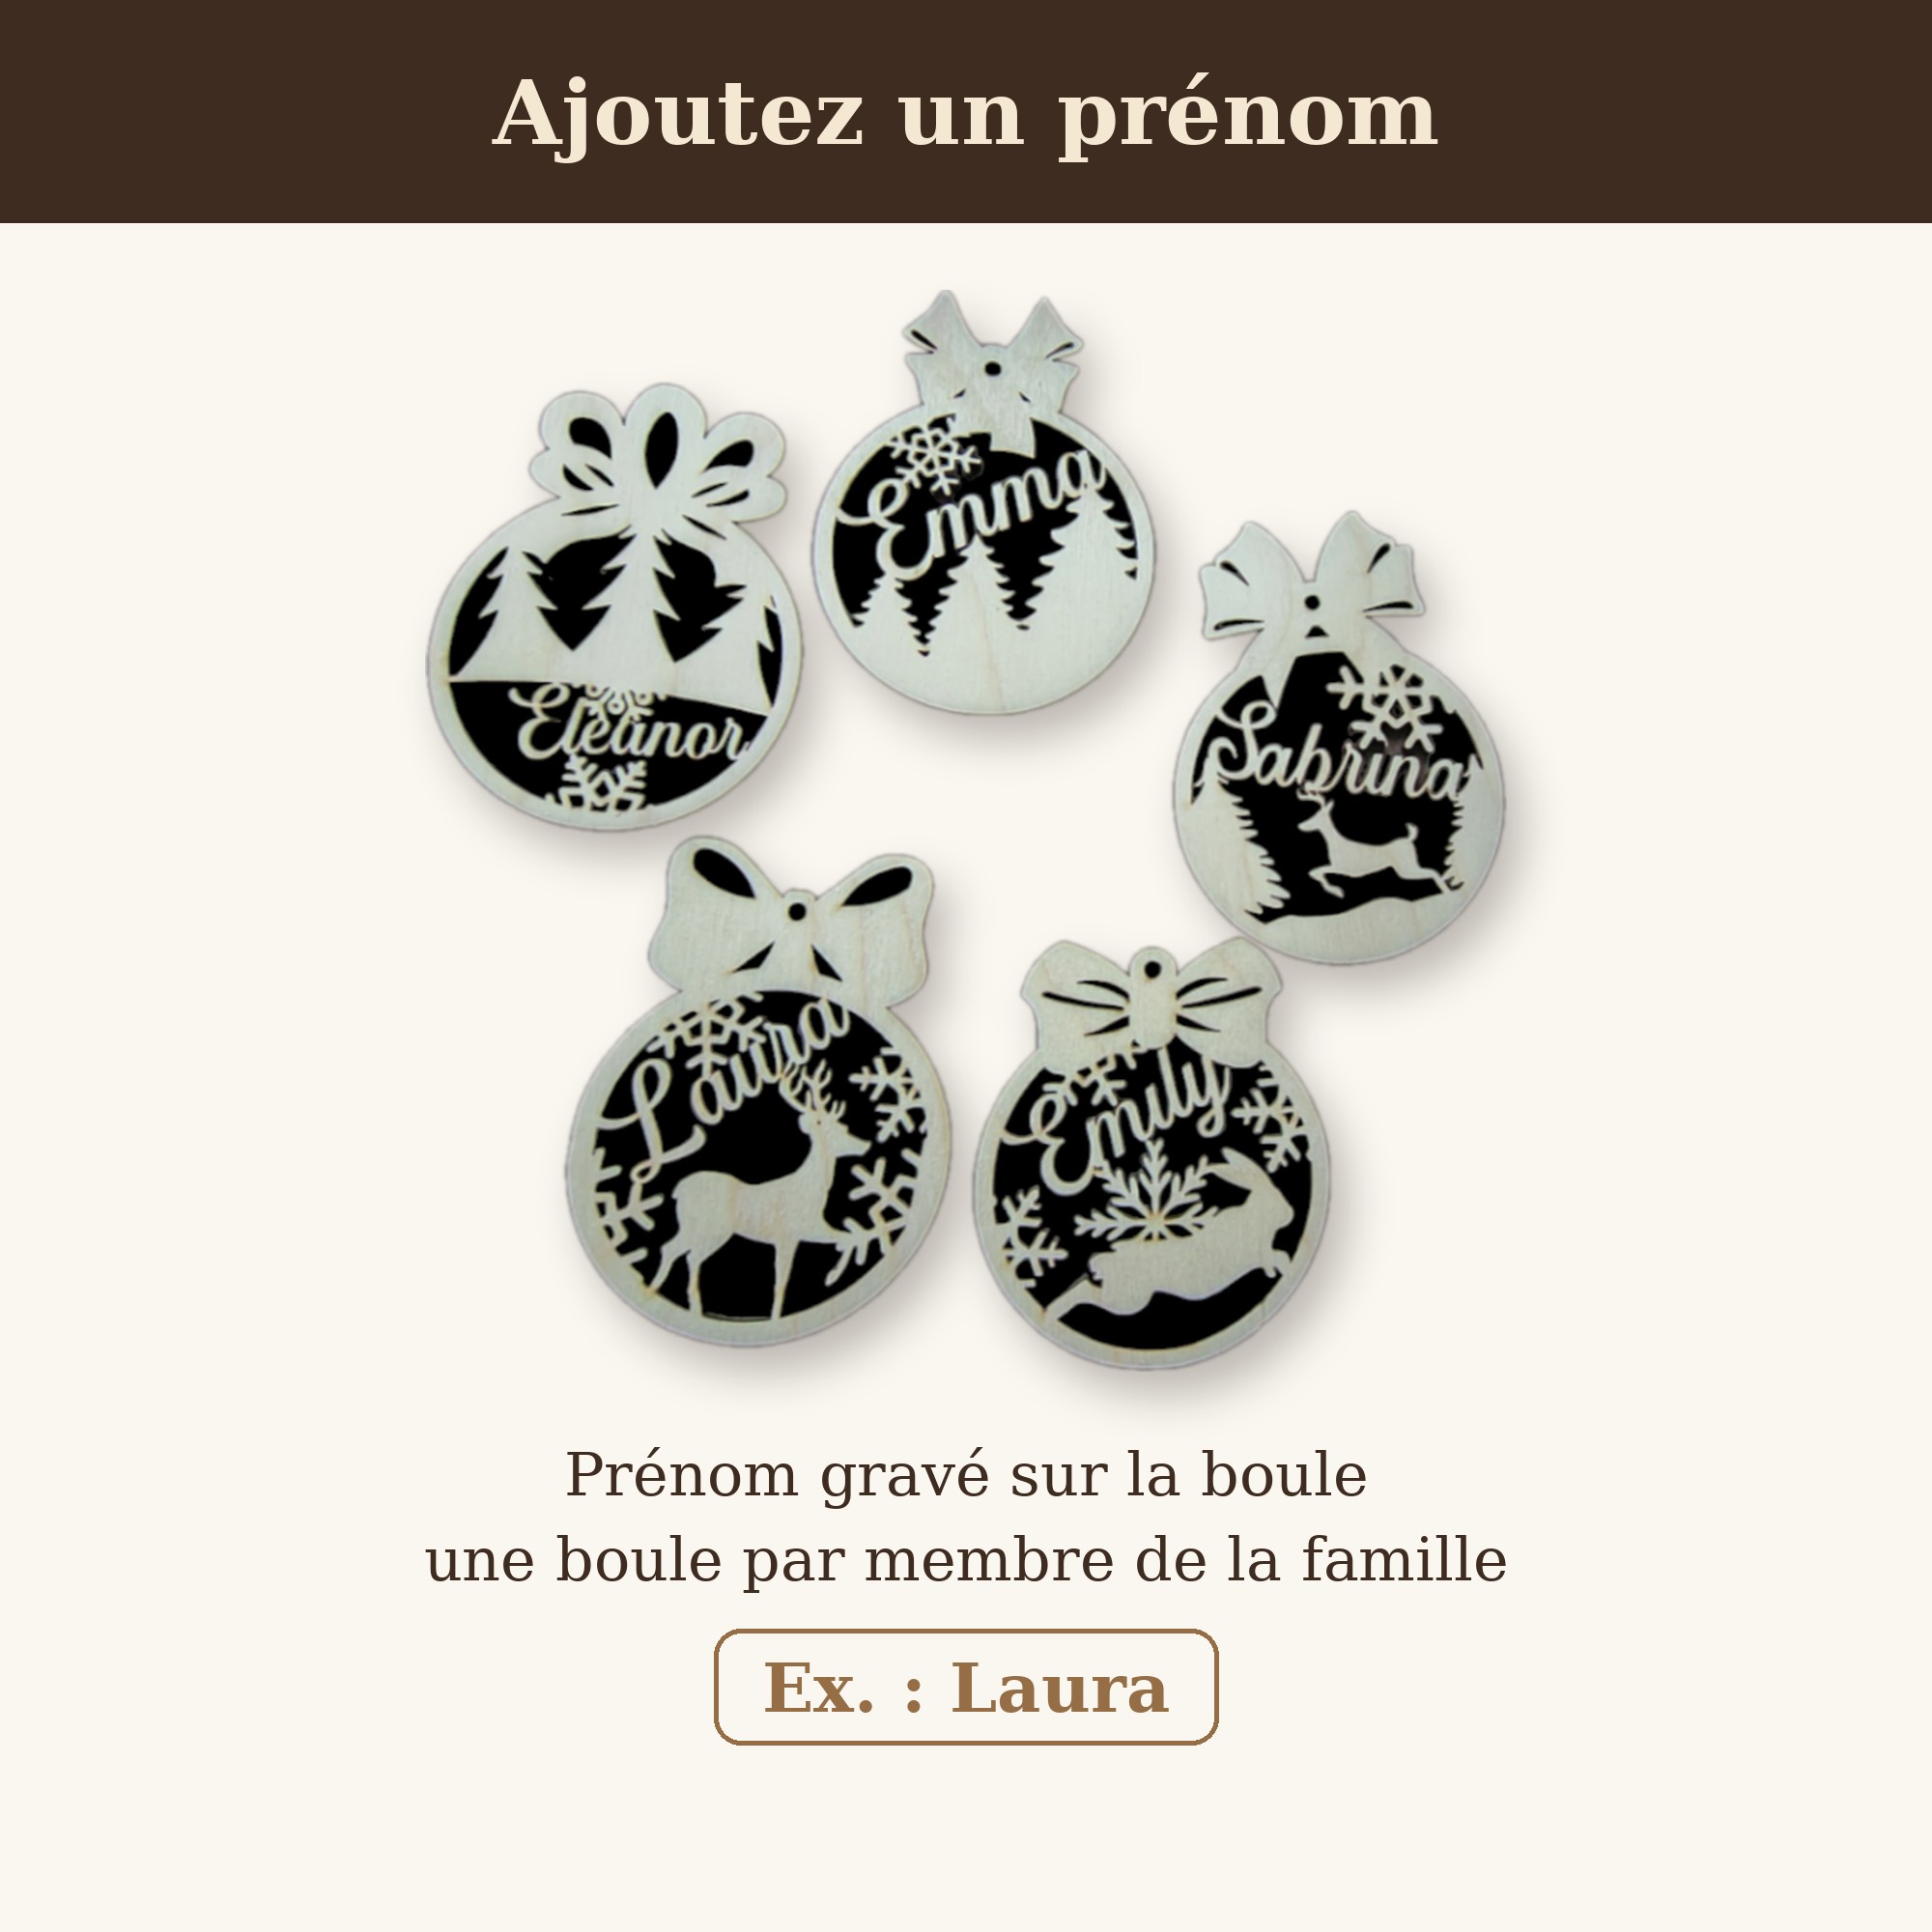 Ajoutez un prénom
Emma
Eleanor
Sabrina
Laura
Emily
Prénom gravé sur la boule
une boule par membre de la famille
Ex. : Laura